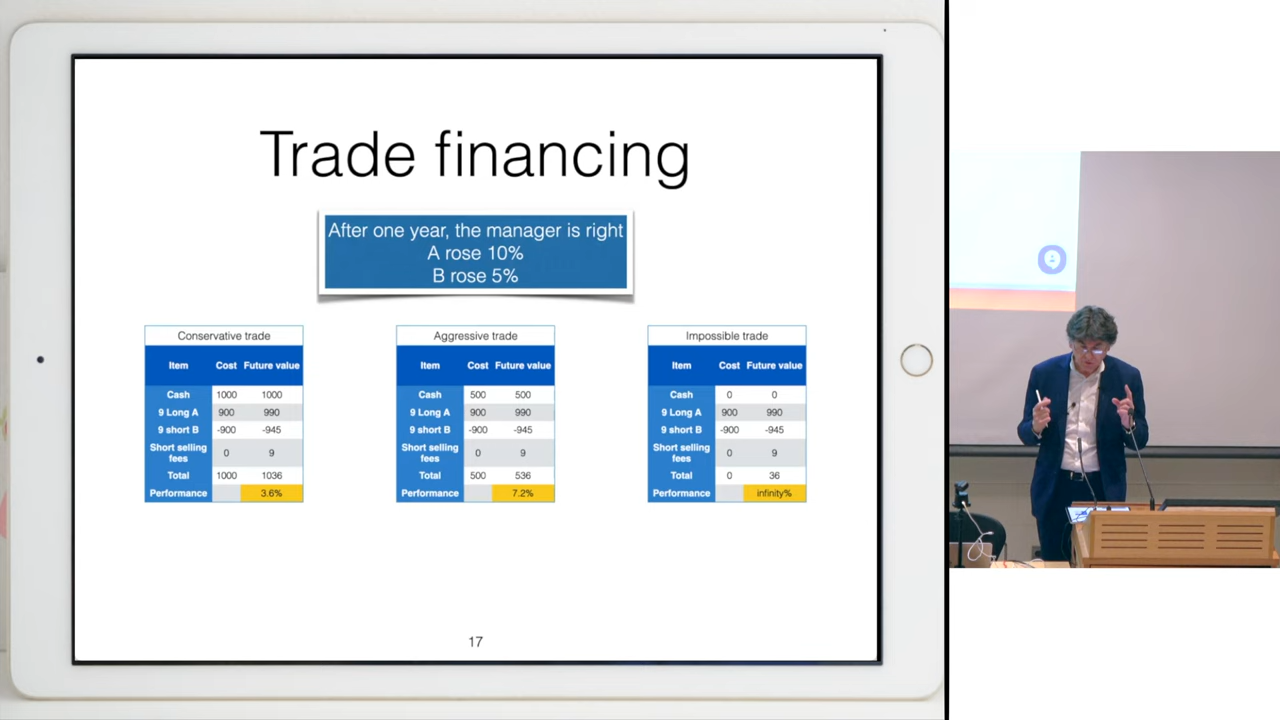 Trade financing
After one year, the manager is right
A rose 10%
B rose 5%
Conservative trade
Item Cost Future value
Cash 1000 1000
9 Long A 900 990
9 short B -900 -945
Short selling
fees 0 9
Total 1000 1036
Performance 3.6%
Aggressive trade
Item Cost Future value
Cash 500 500
9 Long A 900 990
9 short B -900 -945
Short selling
fees 0 9
Total 500 536
Performance 7.2%
Impossible trade
Item Cost Future value
Cash 0 0
9 Long A 900 990
9 short B -900 -945
Short selling
fees 0 9
Total 0 36
Performance infinity%
17